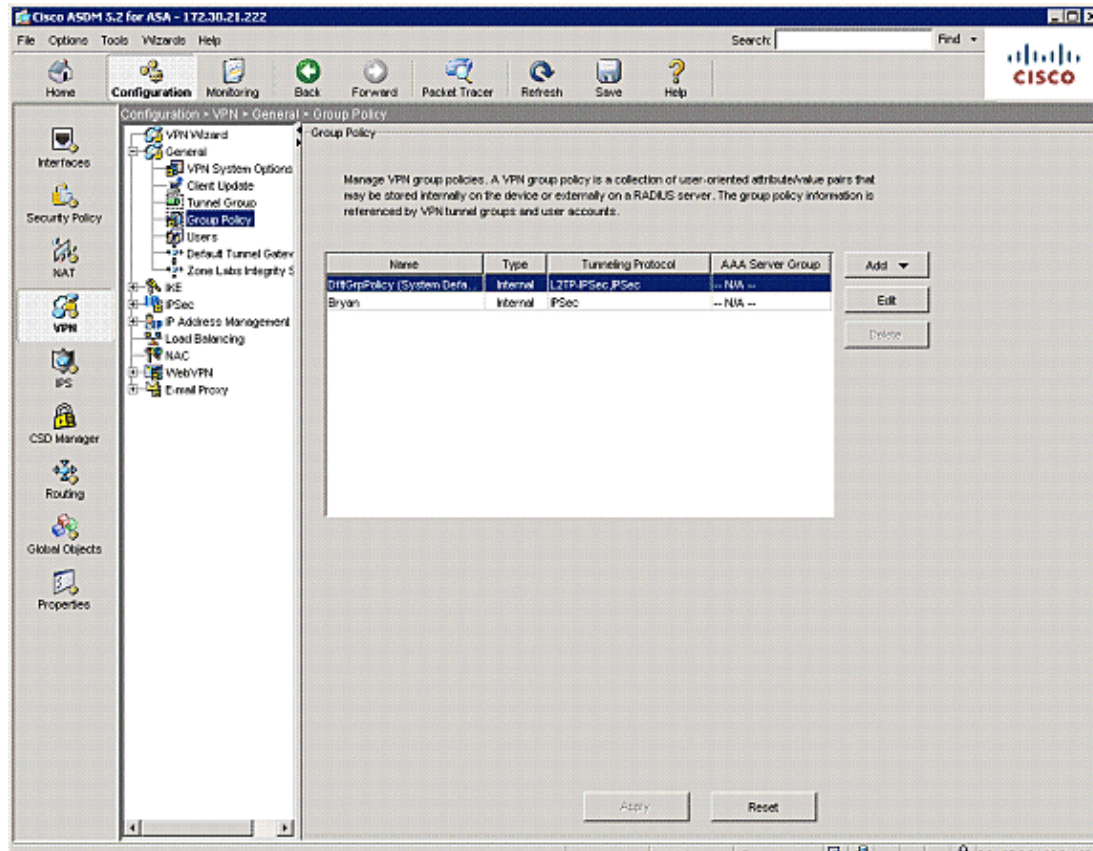 Cisco ASDM 5.2 for ASA - 172.30.21.222
File Options Tools Wizards Help
Search:
Find
Home
Configuration
Monitoring
Back
Forward
Packet Tracer
Refresh
Save
Help
CISCO
Configuration > VPN > General > Group Policy
Interfaces
Security Policy
NAT
VPN
IPS
CSD Manager
Routing
Global Objects
Properties
VPN Wizard
General
VPN System Options
Client Update
Tunnel Group
Group Policy
Users
Default Tunnel Gatew
Zone Labs Integrity S
IKE
IPSec
IP Address Management
Load Balancing
NAC
WebVPN
E-mail Proxy
Group Policy
Manage VPN group policies. A VPN group policy is a collection of user-oriented attribute/value pairs that
may be stored internally on the device or externally on a RADIUS server. The group policy information is
referenced by VPN tunnel groups and user accounts.
Name Type Tunneling Protocol AAA Server Group
DfltGrpPolicy (System Defa... Internal L2TP-IPSec,IPSec -- N/A --
Bryan Internal IPSec -- N/A --
Add
Edit
Delete
Apply
Reset